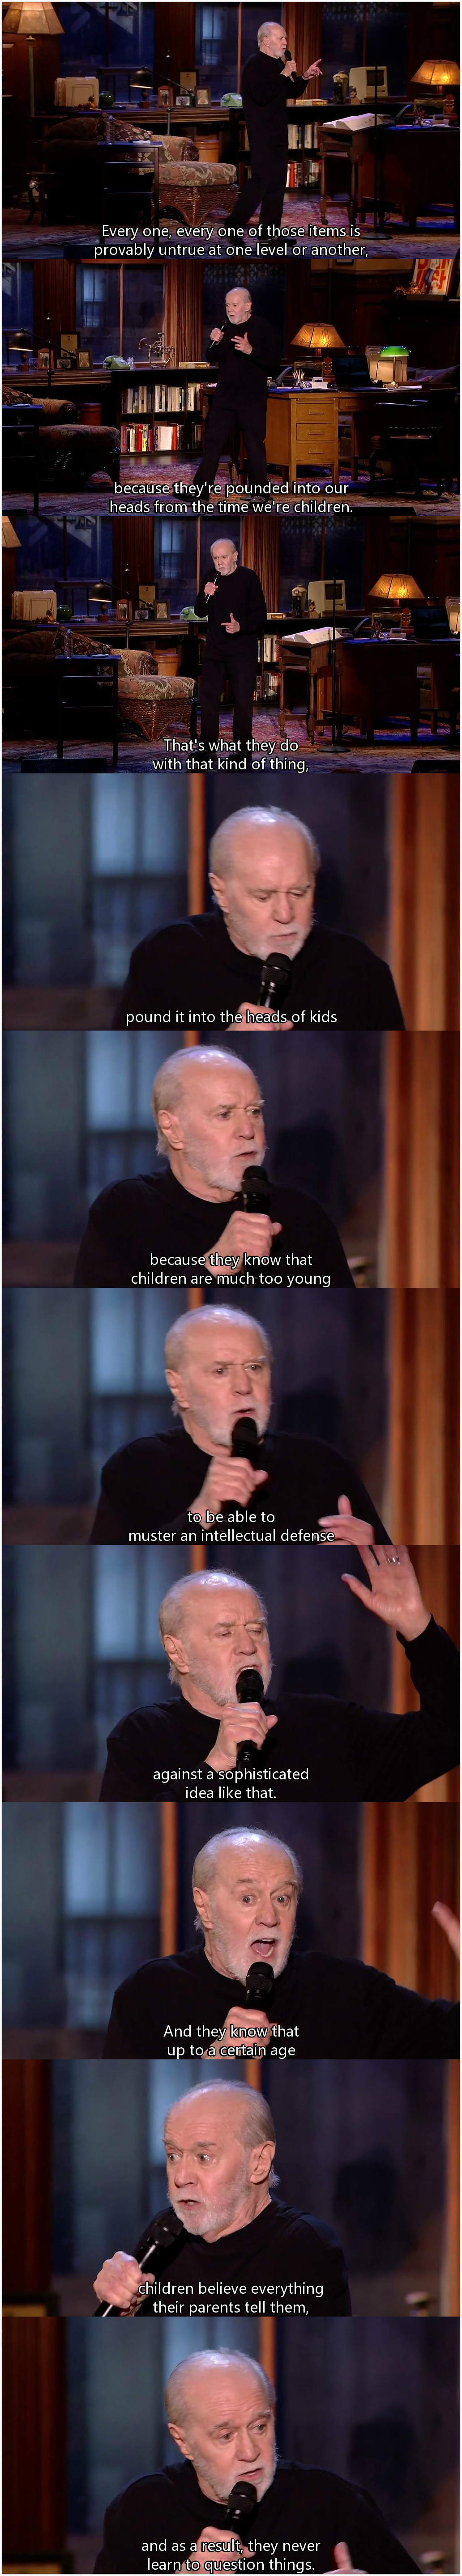 Every one, every one of those items is
provably untrue at one level or another,
because they're pounded into our
heads from the time we're children.
That's what they do
with that kind of thing,
pound it into the heads of kids
because they know that
children are much too young
to be able to
muster an intellectual defense
against a sophisticated
idea like that.
And they know that
up to a certain age
children believe everything
their parents tell them,
and as a result, they never
learn to question things.